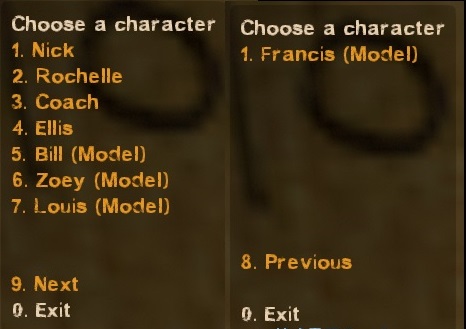 Choose a character
1. Nick
2. Rochelle
3. Coach
4. Ellis
5. Bill (Model)
6. Zoey (Model)
7. Louis (Model)
9. Next
0. Exit
Choose a character
1. Francis (Model)
8. Previous
0. Exit